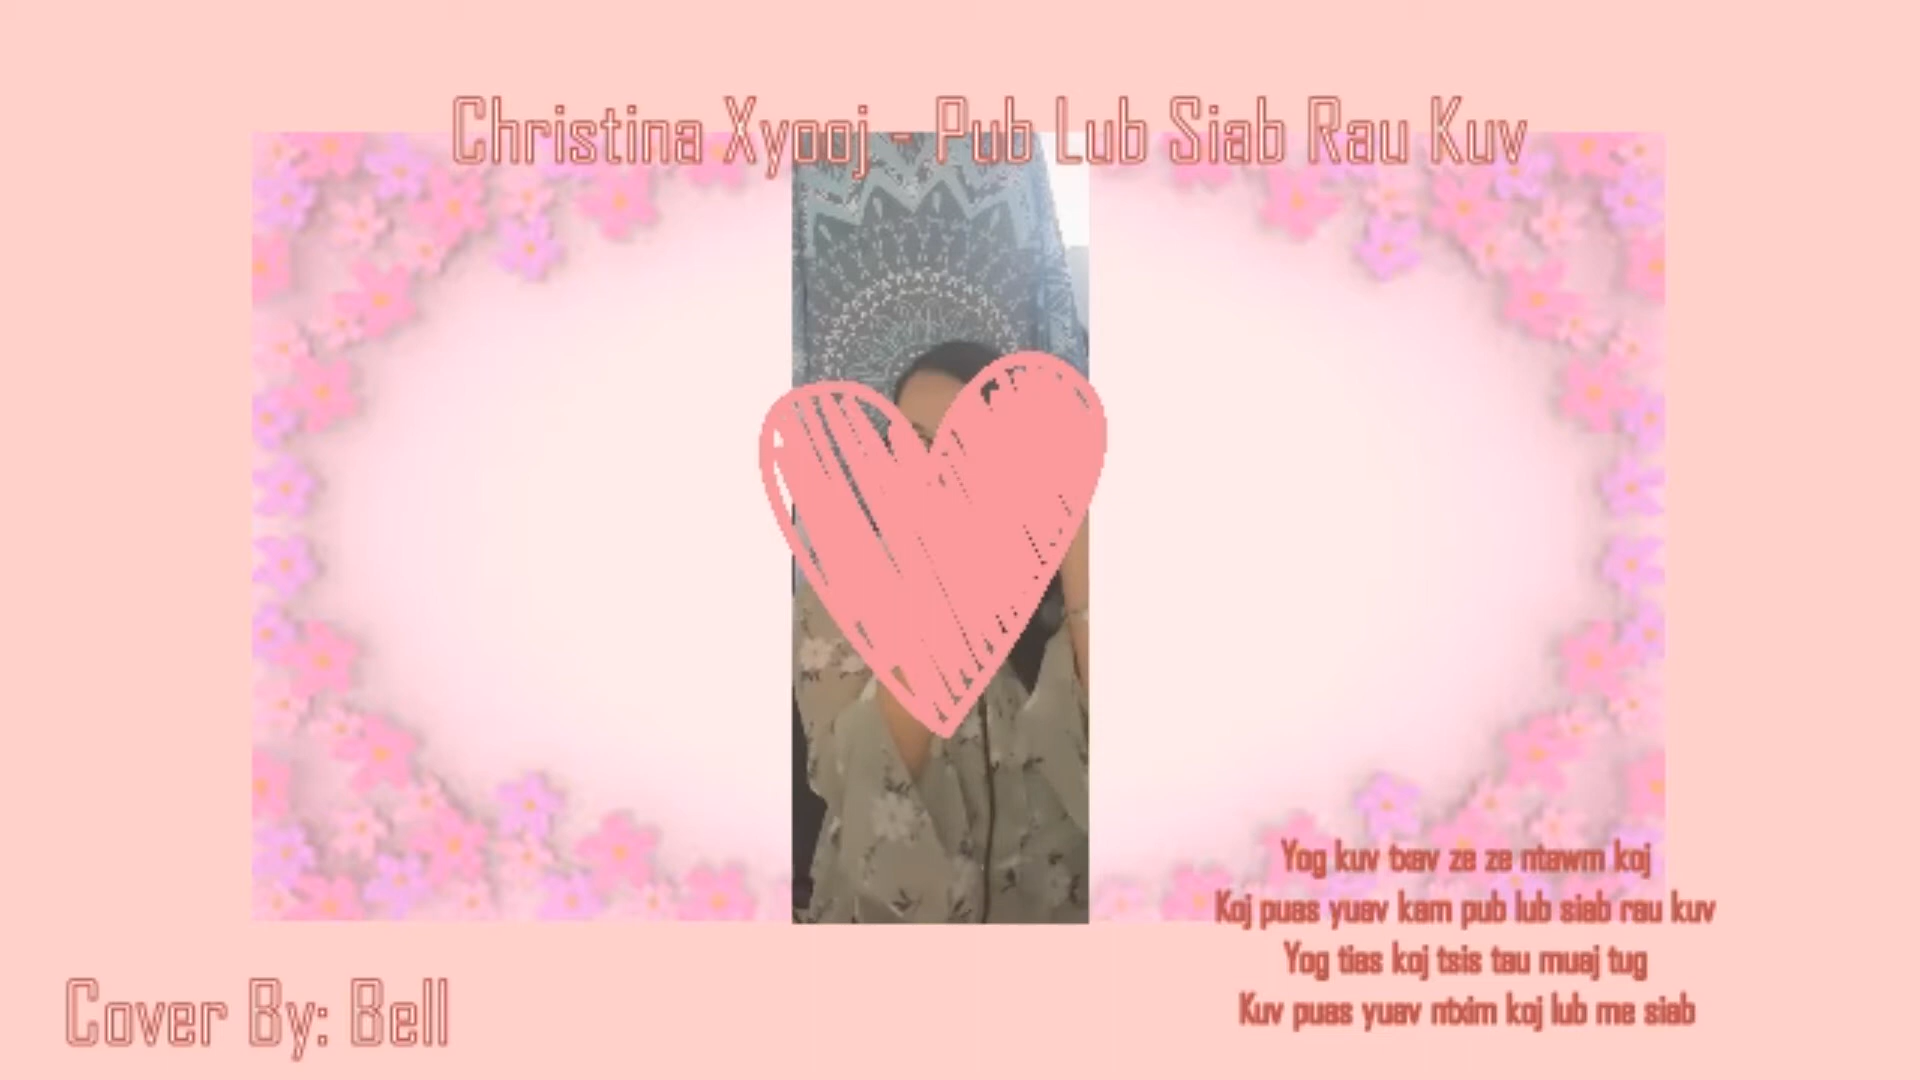 Christina Xyooj - Pub Lub Siab Rau Kuv
Yog kuv txav ze ze ntawm koj
Koj puas yuav kam pub lub siab rau kuv
Yog tias koj tsis tau muaj tug
Kuv puas yuav ntxim koj lub me siab
Cover By: Bell